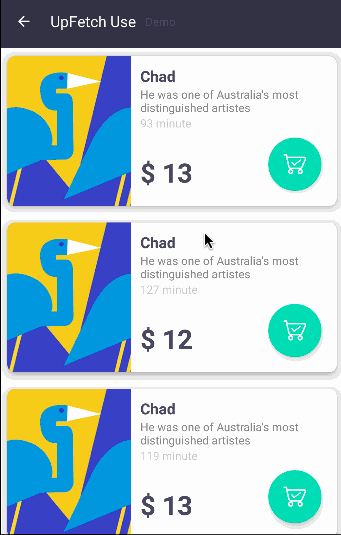 UpFetch Use Demo
Chad
He was one of Australia's most
distinguished artistes
93 minute
$ 13
Chad
He was one of Australia's most
distinguished artistes
127 minute
$ 12
Chad
He was one of Australia's most
distinguished artistes
119 minute
$ 13